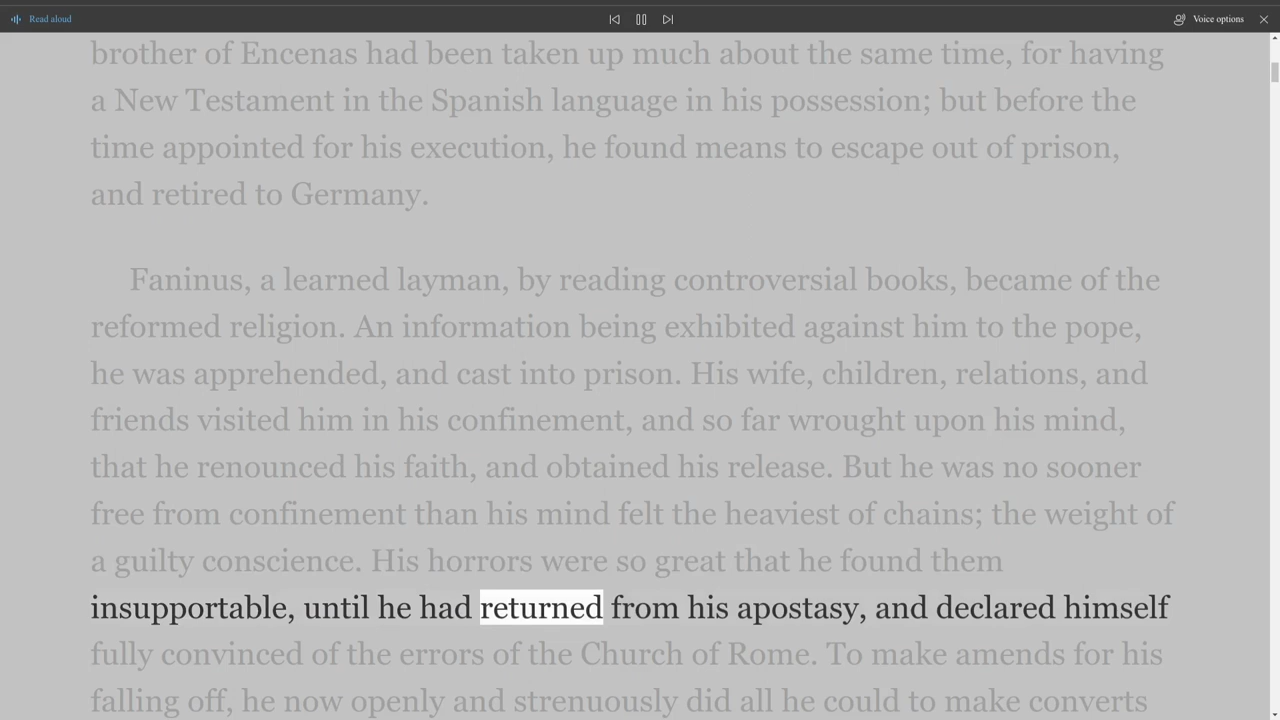 Read aloud
Voice options
brother of Encenas had been taken up much about the same time, for having
a New Testament in the Spanish language in his possession; but before the
time appointed for his execution, he found means to escape out of prison,
and retired to Germany.
Faninus, a learned layman, by reading controversial books, became of the
reformed religion. An information being exhibited against him to the pope,
he was apprehended, and cast into prison. His wife, children, relations, and
friends visited him in his confinement, and so far wrought upon his mind,
that he renounced his faith, and obtained his release. But he was no sooner
free from confinement than his mind felt the heaviest of chains; the weight of
a guilty conscience. His horrors were so great that he found them
insupportable, until he had returned from his apostasy, and declared himself
fully convinced of the errors of the Church of Rome. To make amends for his
falling off, he now openly and strenuously did all he could to make converts